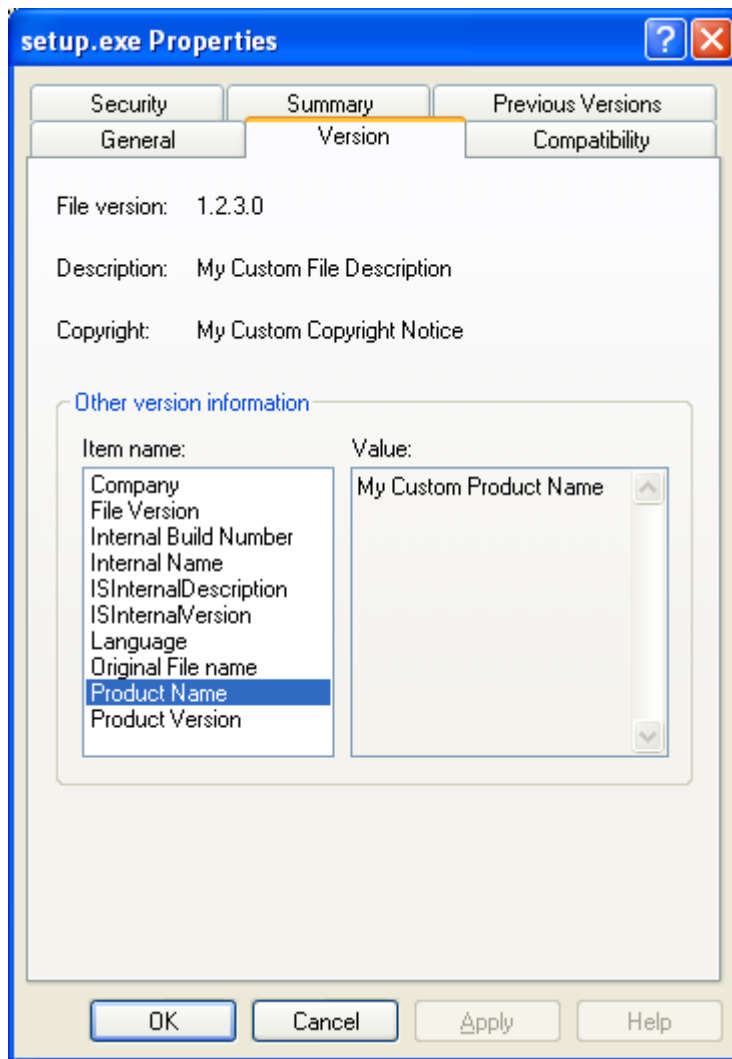 setup.exe Properties
Security Summary Previous Versions
General Version Compatibility
File version: 1.2.3.0
Description: My Custom File Description
Copyright: My Custom Copyright Notice
Other version information
Item name: Value:
Company
File Version
Internal Build Number
Internal Name
ISInternalDescription
ISInternalVersion
Language
Original File name
Product Name
Product Version
My Custom Product Name
OK Cancel Apply Help